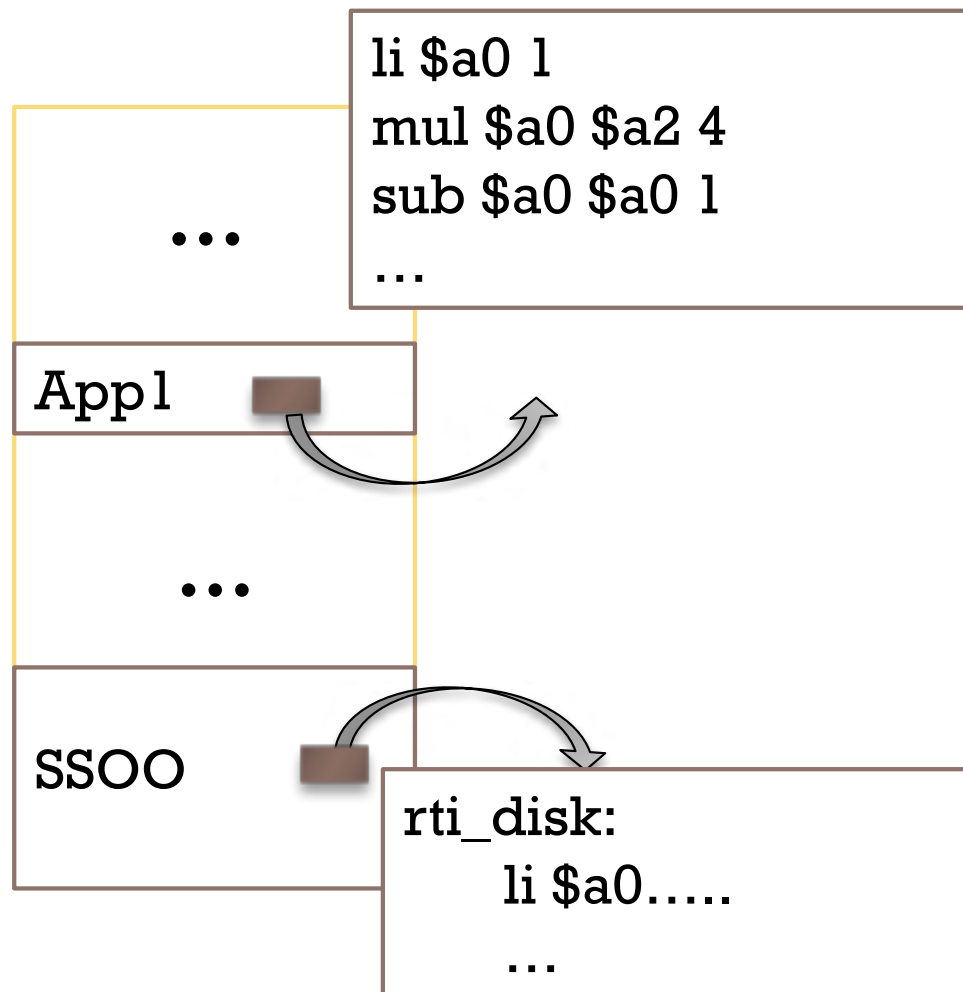 li $a0 1
mul $a0 $a2 4
sub $a0 $a0 1
…
...
App1
...
SSOO
rti_disk:
li $a0.....
...